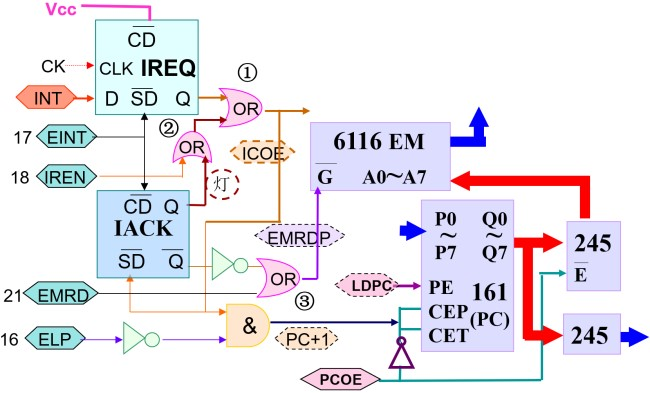 Vcc
CD
CK
CLK IREQ
①
INT
D SD Q
OR
17
EINT
②
6116 EM
OR
ICOE
18
IREN
灯
G A0~A7
CD Q
IACK
P0 Q0
~ ~
P7 Q7
EMRDP
245
SD Q
OR
E
LDPC
PE 161
21
EMRD
③
CEP (PC)
16
ELP
&
PC+1
CET
245
PCOE